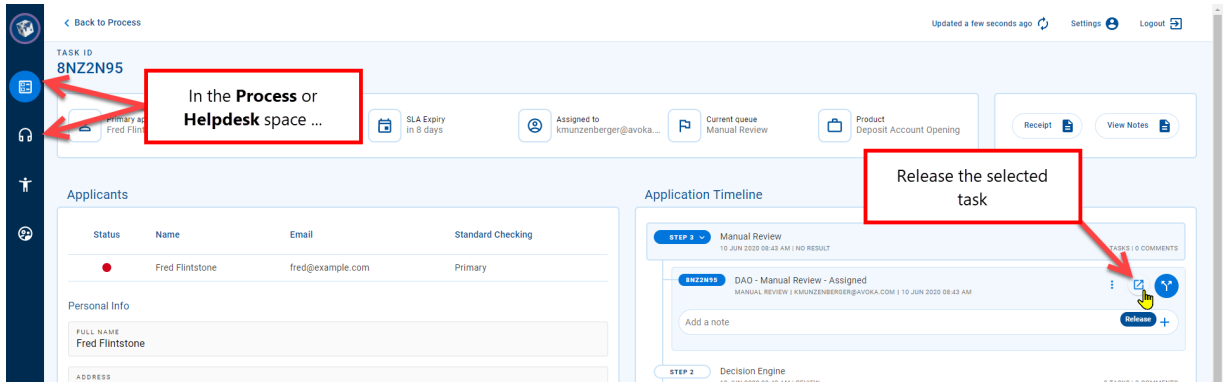 Back to Process
Updated a few seconds ago
Settings
Logout
TASK ID
8NZ2N95
In the Process or
Helpdesk space ...
Primary ap
Fred Flint
SLA Expiry
in 8 days
Assigned to
kmunzenberger@avoka...
Current queue
Manual Review
Product
Deposit Account Opening
Receipt
View Notes
Release the selected
task
Applicants
Status Name Email Standard Checking
Fred Flintstone fred@example.com Primary
Personal Info
FULL NAME
Fred Flintstone
ADDRESS
Application Timeline
STEP 3 Manual Review
10 JUN 2020 08:43 AM | NO RESULT
TASKS | 0 COMMENTS
8NZ2N95 DAO - Manual Review - Assigned
MANUAL REVIEW | KMUNZENBERGER@AVOKA.COM | 10 JUN 2020 08:43 AM
Add a note
Release
STEP 2 Decision Engine